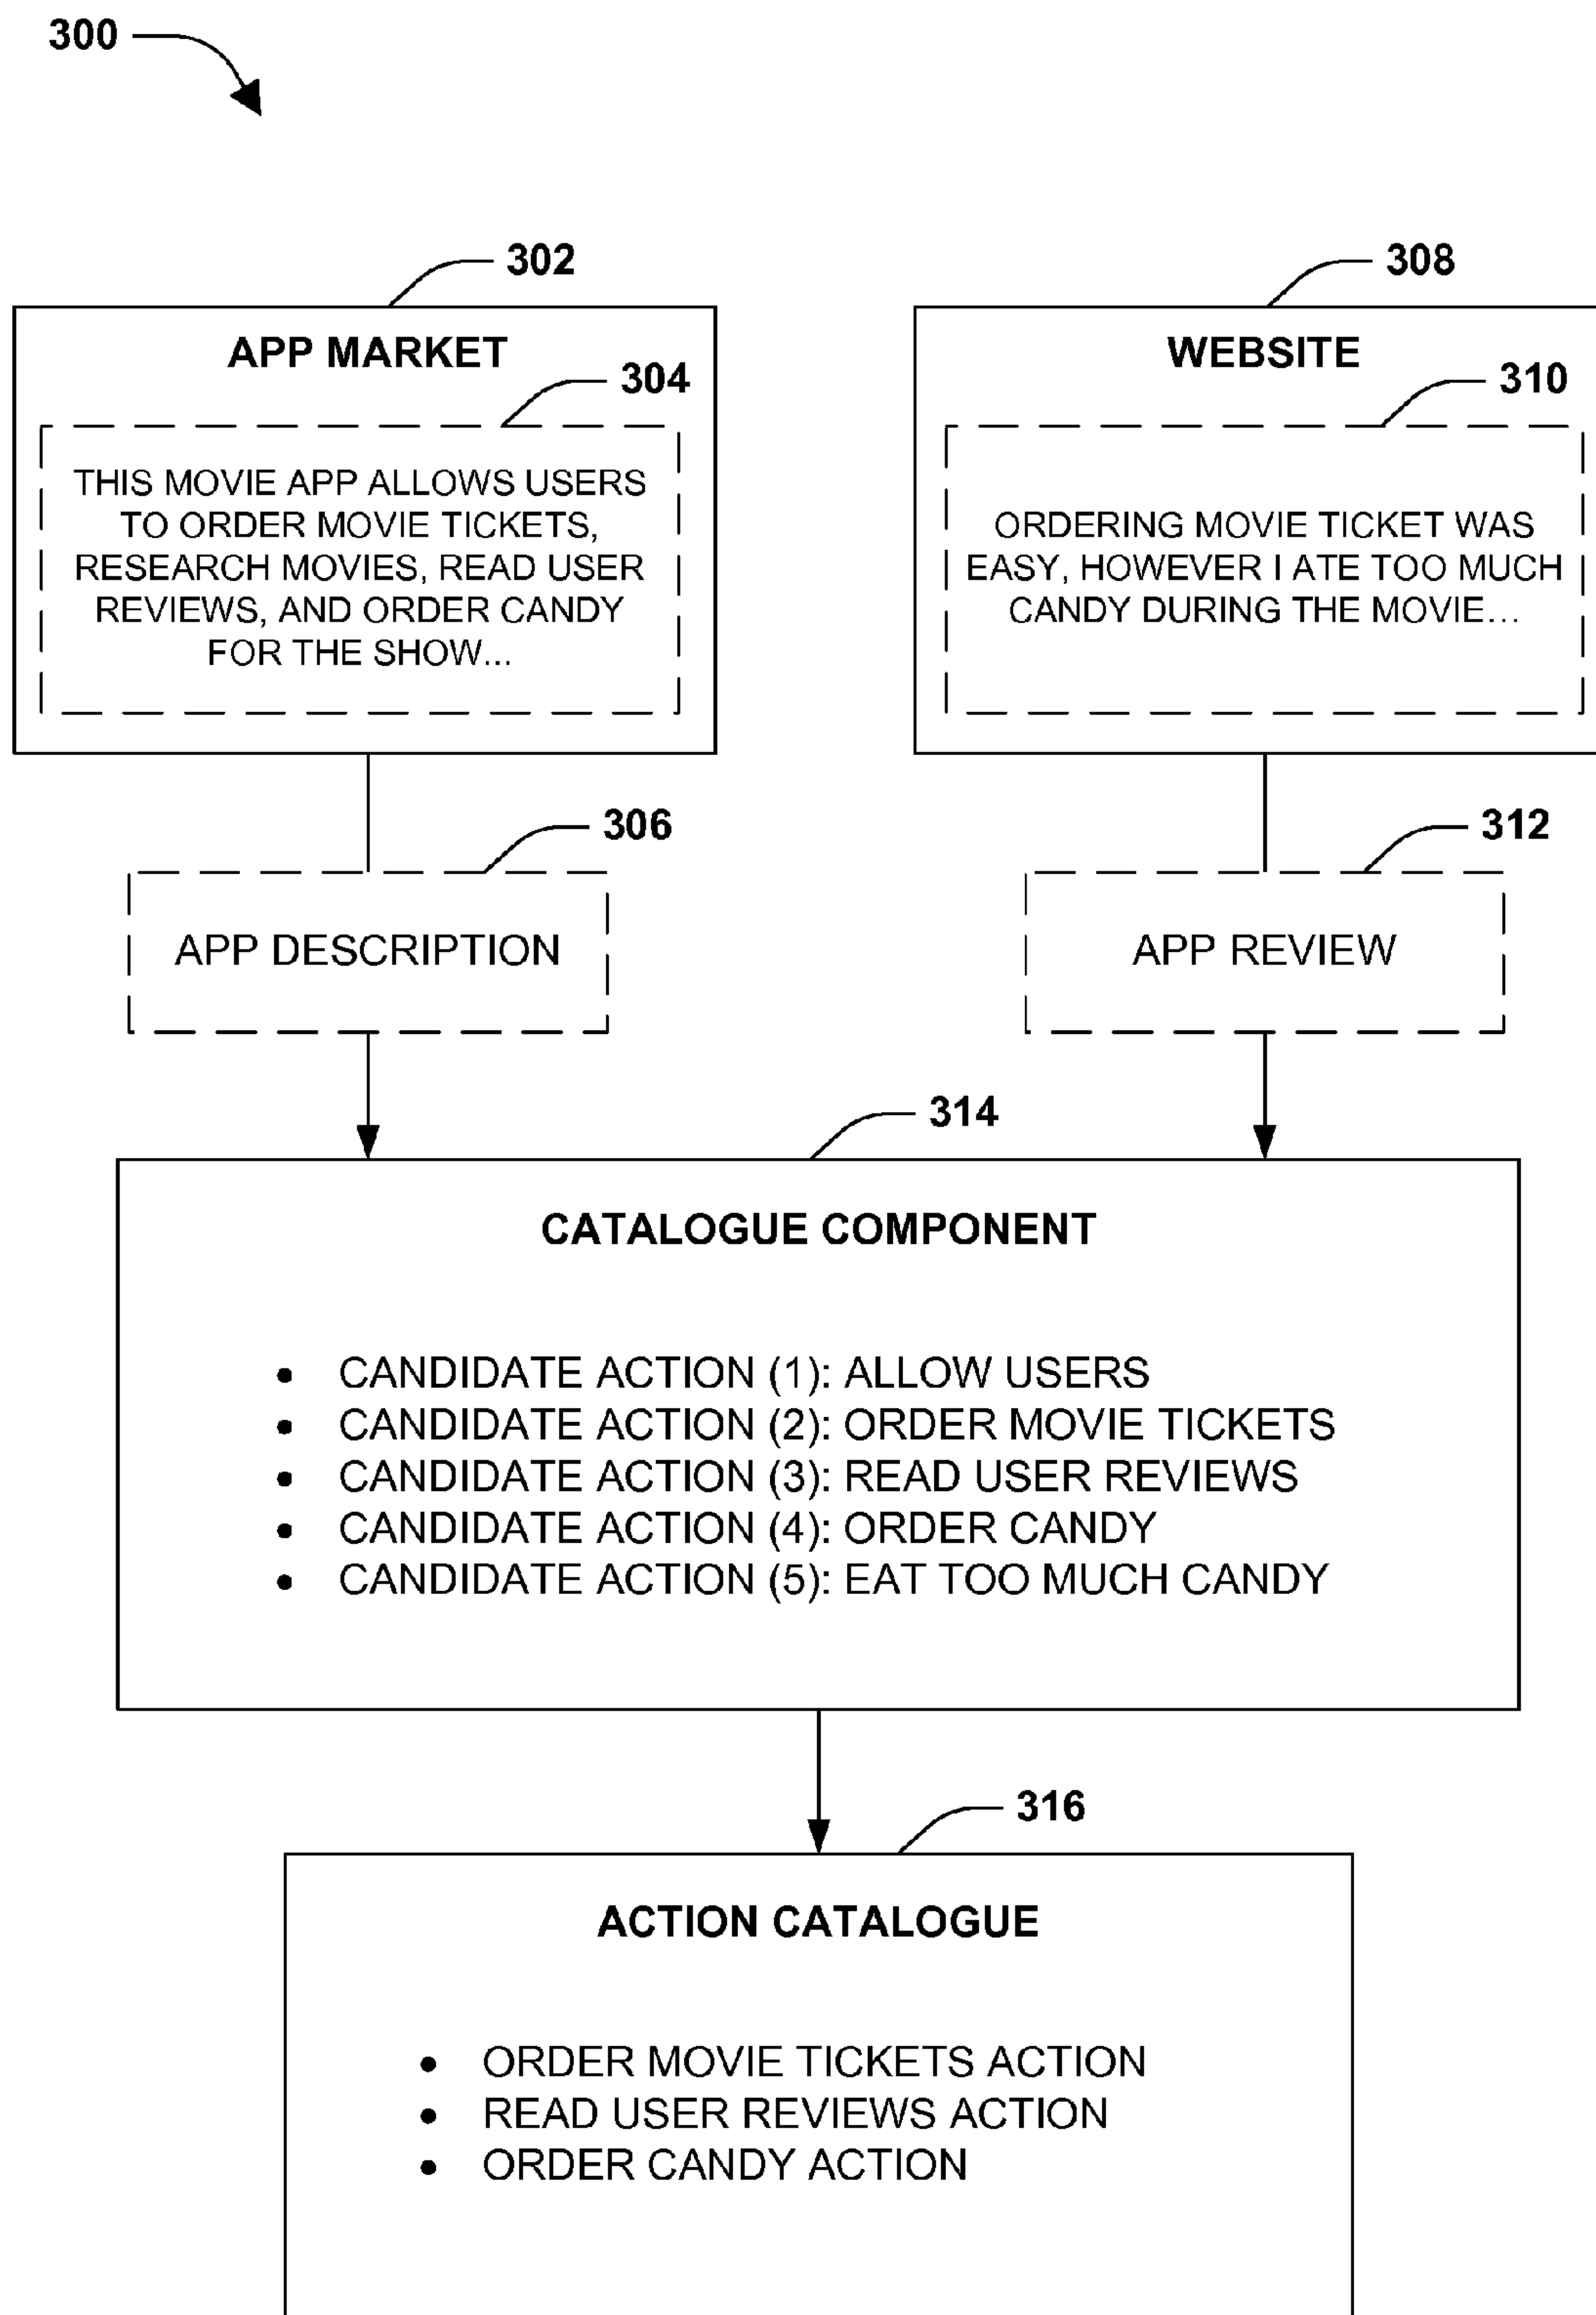 300
302
APP MARKET
304
THIS MOVIE APP ALLOWS USERS
TO ORDER MOVIE TICKETS,
RESEARCH MOVIES, READ USER
REVIEWS, AND ORDER CANDY
FOR THE SHOW...
308
WEBSITE
310
ORDERING MOVIE TICKET WAS
EASY, HOWEVER I ATE TOO MUCH
CANDY DURING THE MOVIE...
306
APP DESCRIPTION
312
APP REVIEW
314
CATALOGUE COMPONENT
• CANDIDATE ACTION (1): ALLOW USERS
• CANDIDATE ACTION (2): ORDER MOVIE TICKETS
• CANDIDATE ACTION (3): READ USER REVIEWS
• CANDIDATE ACTION (4): ORDER CANDY
• CANDIDATE ACTION (5): EAT TOO MUCH CANDY
316
ACTION CATALOGUE
• ORDER MOVIE TICKETS ACTION
• READ USER REVIEWS ACTION
• ORDER CANDY ACTION